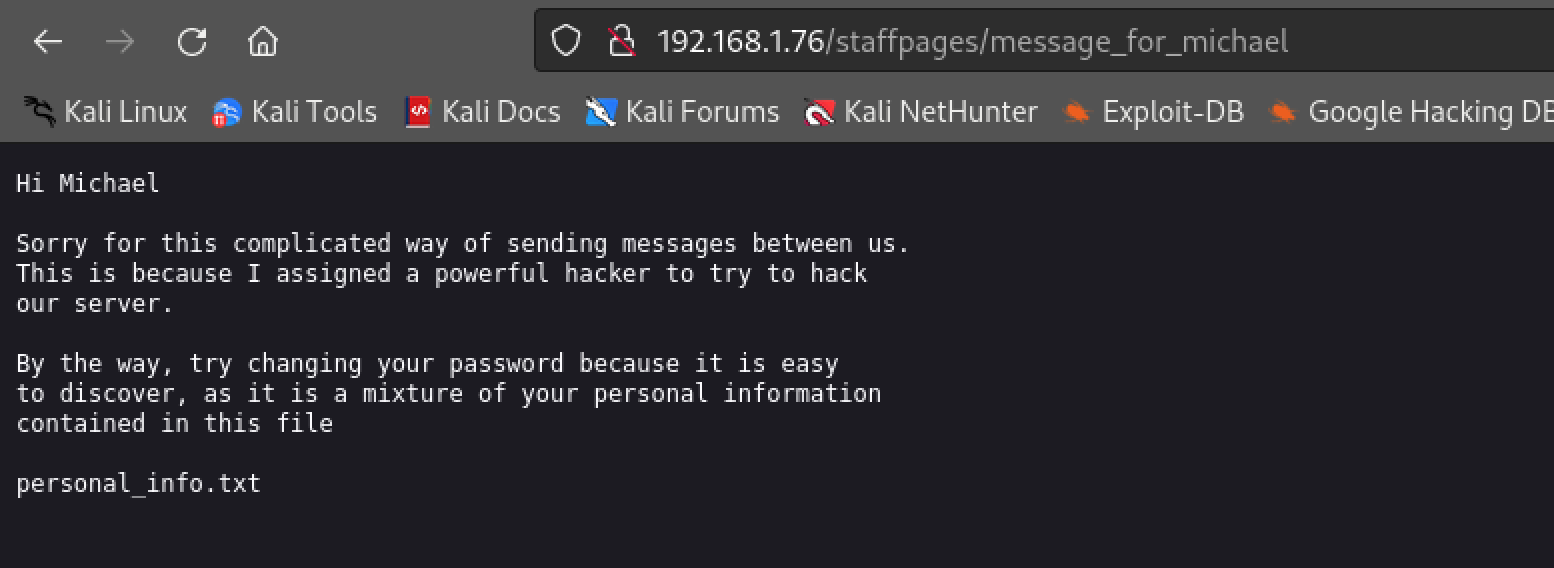 192.168.1.76/staffpages/message_for_michael
Kali Linux Kali Tools Kali Docs Kali Forums Kali NetHunter Exploit-DB Google Hacking DB
Hi Michael
Sorry for this complicated way of sending messages between us.
This is because I assigned a powerful hacker to try to hack
our server.
By the way, try changing your password because it is easy
to discover, as it is a mixture of your personal information
contained in this file
personal_info.txt